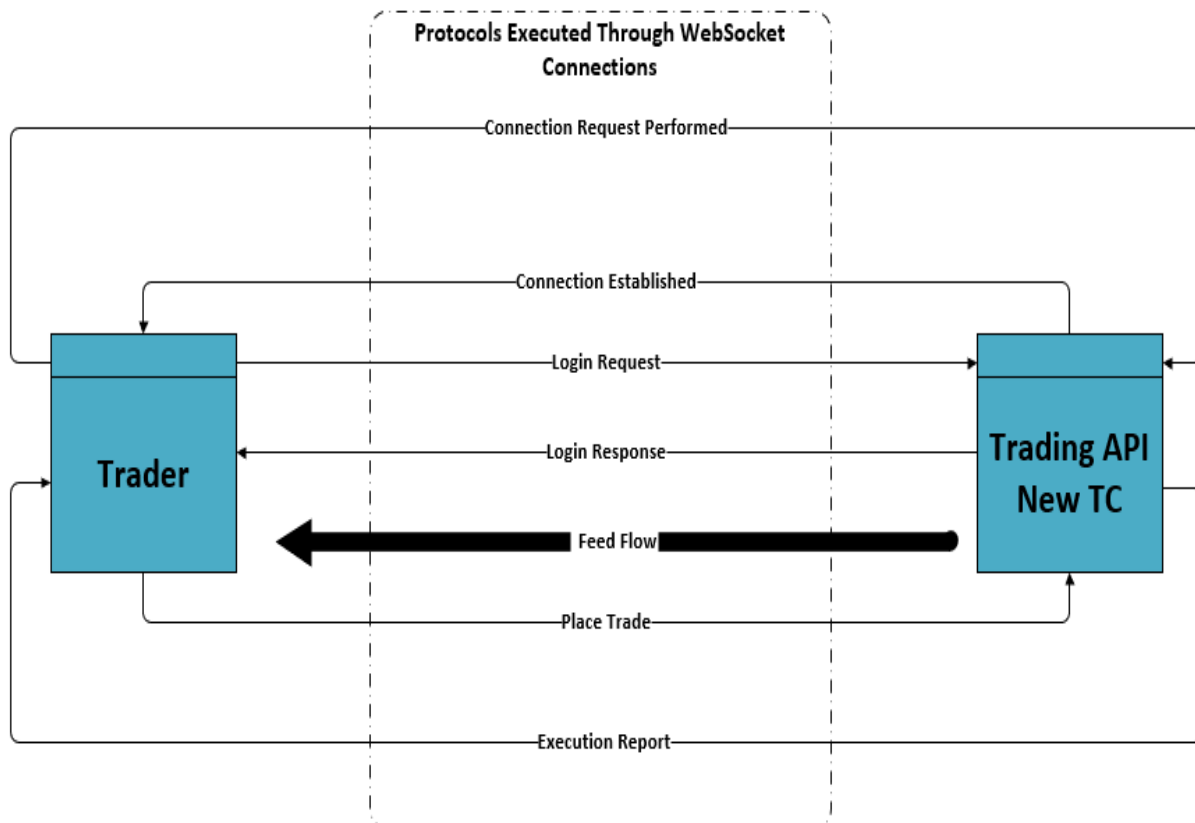 Protocols Executed Through WebSocket
Connections
Connection Request Performed
Connection Established
Login Request
Login Response
Trader
Trading API
New TC
Feed Flow
Place Trade
Execution Report